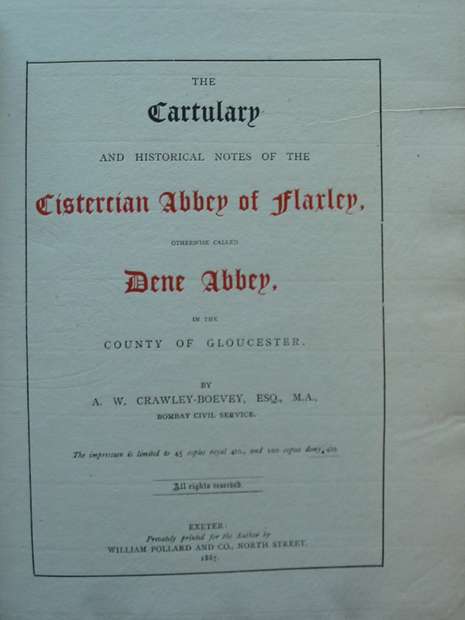 THE
Cartulary
AND HISTORICAL NOTES OF THE
Cistercian Abbey of Flaxley,
OTHERWISE CALLED
Dene Abbey,
IN THE
COUNTY OF GLOUCESTER.
BY
A. W. CRAWLEY-BOEVEY, ESQ., M.A.,
BOMBAY CIVIL SERVICE.
The impression is limited to 45 copies royal 4to., and 100 copies demy 4to.
All rights reserved.
EXETER:
Privately printed for the Author by
WILLIAM POLLARD AND CO., NORTH STREET.
1887.